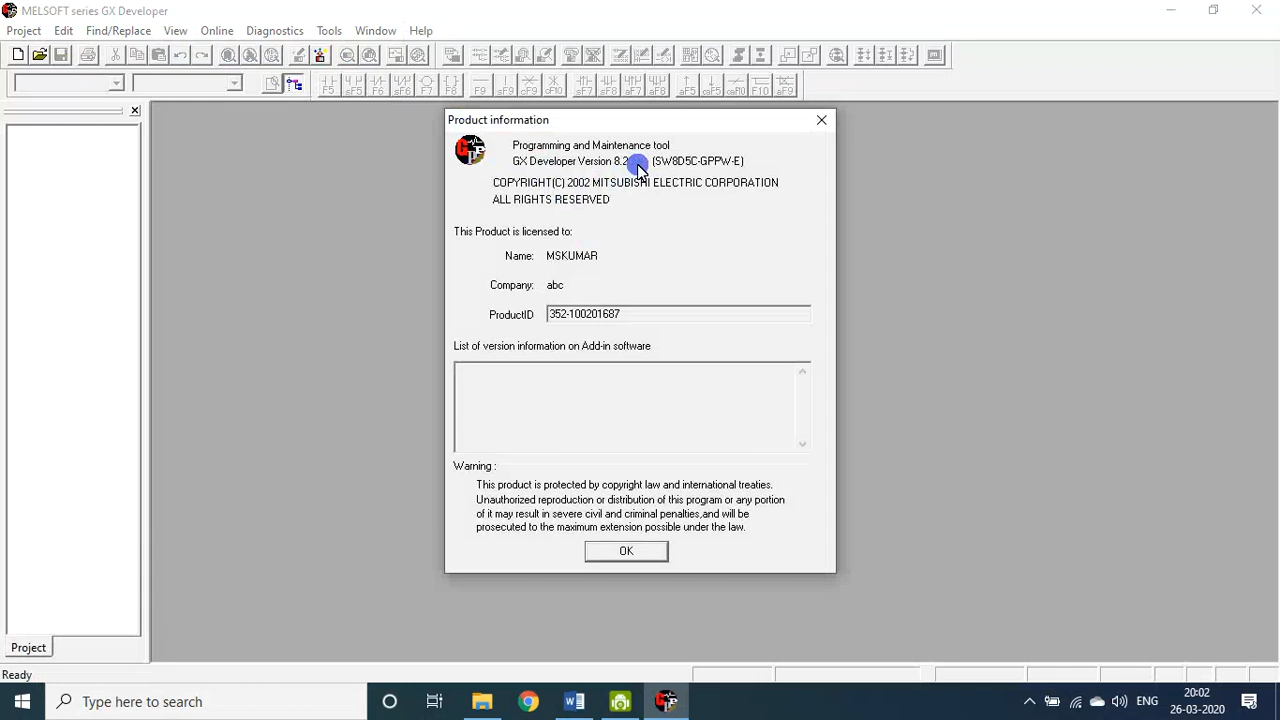 MELSOFT series GX Developer
Project Edit Find/Replace View Online Diagnostics Tools Window Help
Product information
Programming and Maintenance tool
GX Developer Version (SW8D5C-GPPW-E)
COPYRIGHT(C) 2002 MITSUBISHI ELECTRIC CORPORATION
ALL RIGHTS RESERVED
This Product is licensed to:
Name: MSKUMAR
Company: abc
ProductID 352-100201687
List of version information on Add-in software
Warning :
This product is protected by copyright law and international treaties.
Unauthorized reproduction or distribution of this program or any portion
of it may result in severe civil and criminal penalties,and will be
prosecuted to the maximum extension possible under the law.
OK
Project
Ready
Type here to search
ENG
20:02
26-03-2020